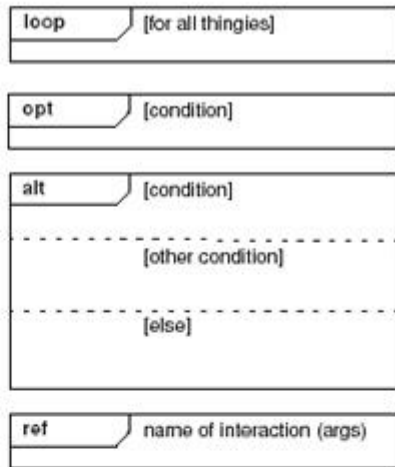 loop [for all thingies]
opt [condition]
alt [condition]
[other condition]
[else]
ref name of interaction (args)